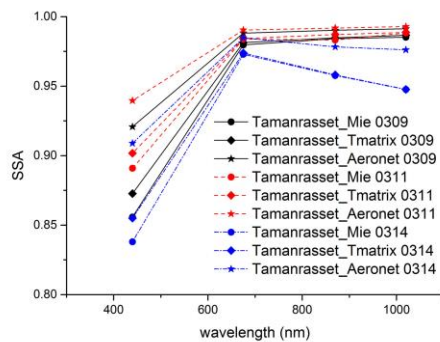 1.00
0.95
0.90
0.85
0.80
SSA
Tamanrasset_Mie 0309
Tamanrasset_Tmatrix 0309
Tamanrasset_Aeronet 0309
Tamanrasset_Mie 0311
Tamanrasset_Tmatrix 0311
Tamanrasset_Aeronet 0311
Tamanrasset_Mie 0314
Tamanrasset_Tmatrix 0314
Tamanrasset_Aeronet 0314
400 600 800 1000
wavelength (nm)